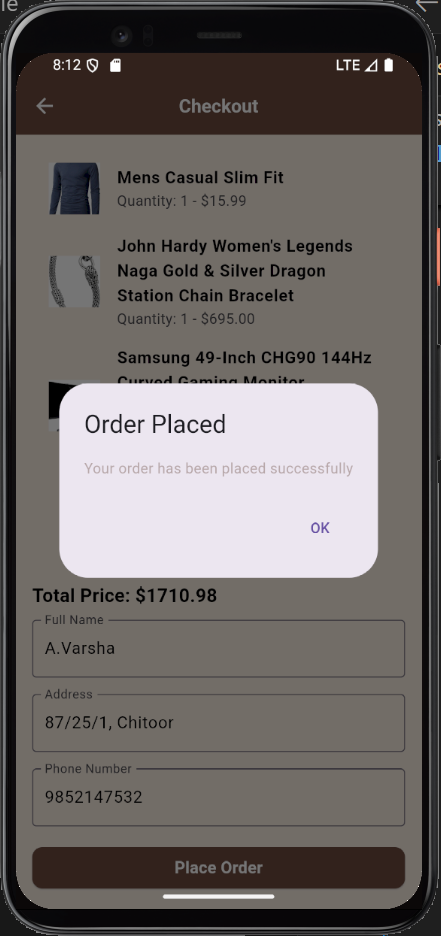 le
8:12
LTE
Checkout
Mens Casual Slim Fit
Quantity: 1 - $15.99
John Hardy Women's Legends
Naga Gold & Silver Dragon
Station Chain Bracelet
Quantity: 1 - $695.00
Samsung 49-Inch CHG90 144Hz
Curved Gaming Monitor
Order Placed
Your order has been placed successfully
OK
Total Price: $1710.98
Full Name
A.Varsha
Address
87/25/1, Chitoor
Phone Number
9852147532
Place Order